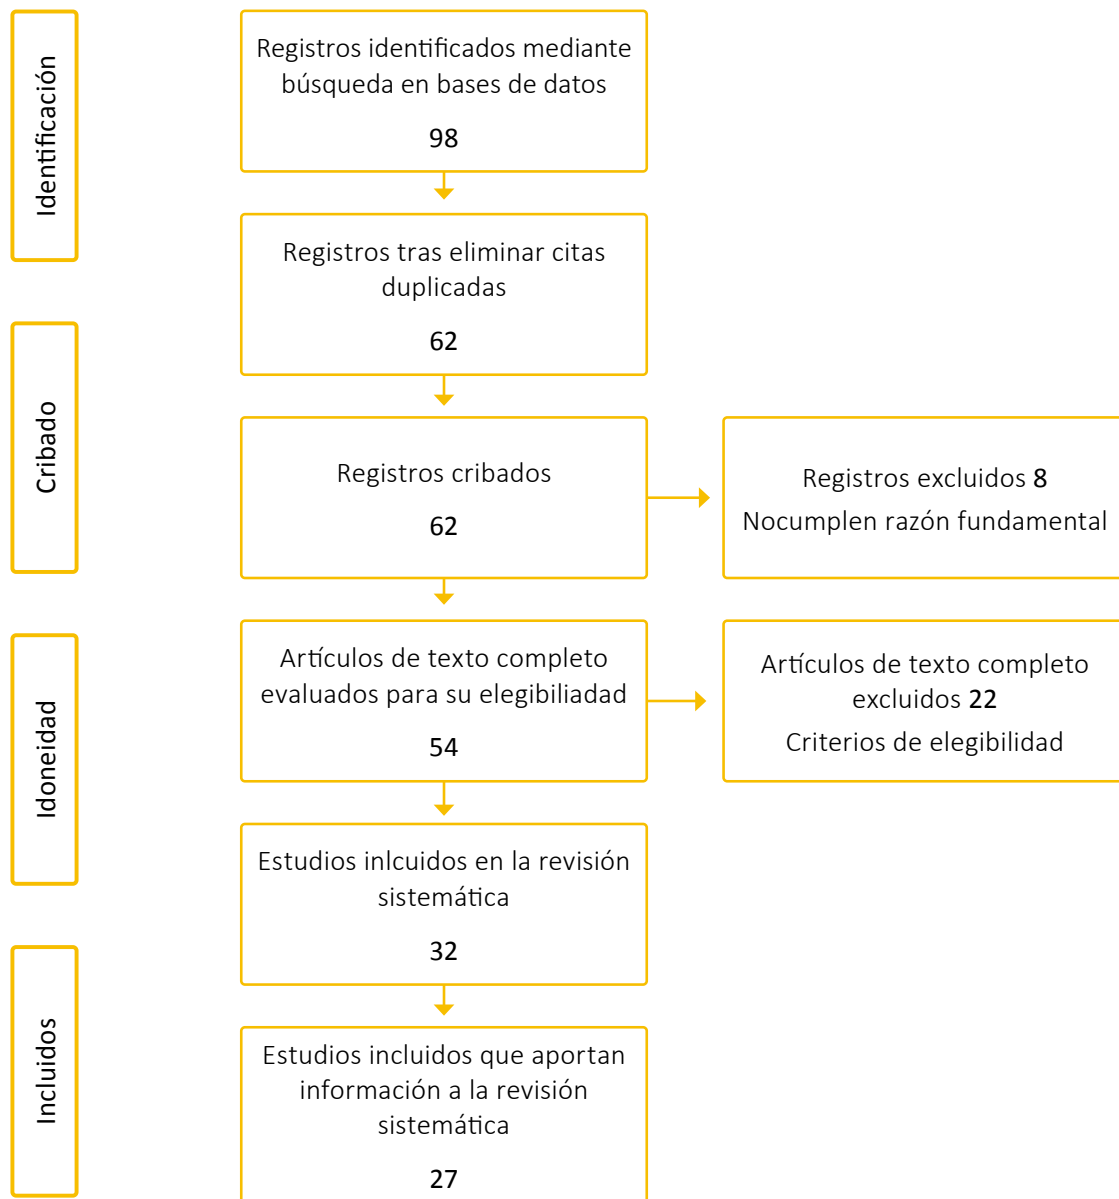 Identificación
Registros identificados mediante
búsqueda en bases de datos
98
Registros tras eliminar citas
duplicadas
62
Cribado
Registros cribados
62
Registros excluidos 8
Nocumplen razón fundamental
Idoneidad
Artículos de texto completo
evaluados para su elegibiliadad
54
Artículos de texto completo
excluidos 22
Criterios de elegibilidad
Estudios inlcuidos en la revisión
sistemática
32
Incluidos
Estudios incluidos que aportan
información a la revisión
sistemática
27